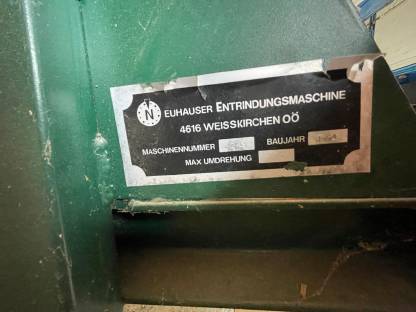 N EUHAUSER ENTRINDUNGSMASCHINE
4616 WEISSKIRCHEN OÖ
MASCHINENNUMMER BAUJAHR
MAX UMDREHUNG